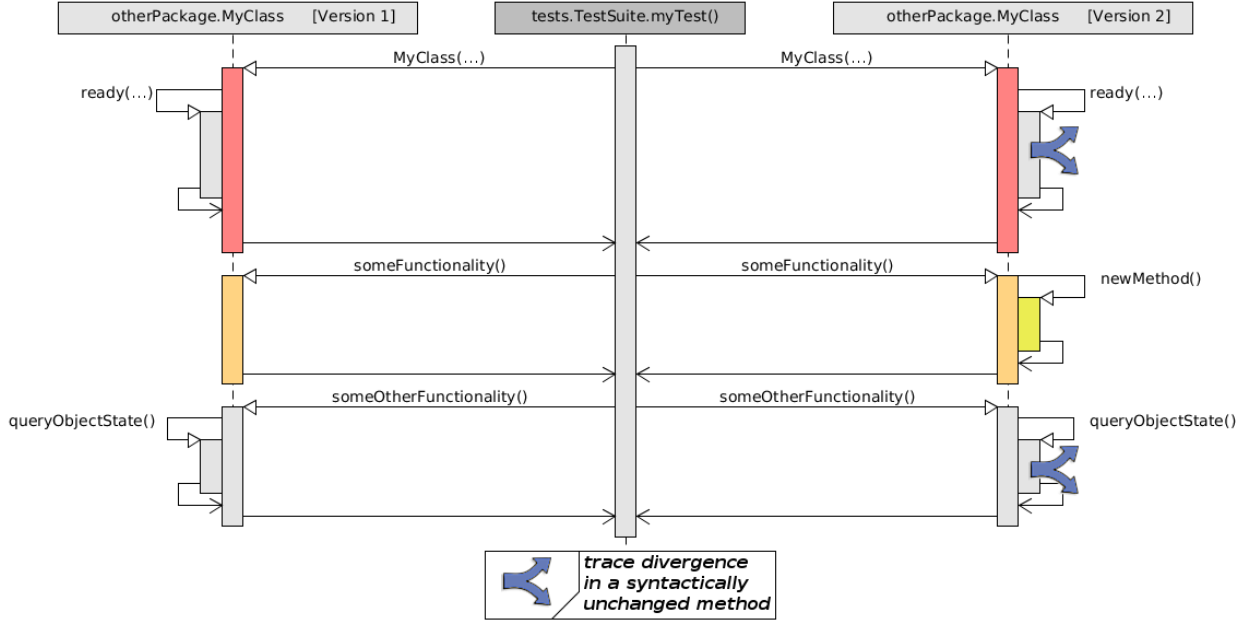 otherPackage.MyClass [Version 1]
tests.TestSuite.myTest()
otherPackage.MyClass [Version 2]
MyClass(...)
MyClass(...)
ready(...)
ready(...)
someFunctionality()
someFunctionality()
newMethod()
someOtherFunctionality()
someOtherFunctionality()
queryObjectState()
queryObjectState()
trace divergence
in a syntactically
unchanged method